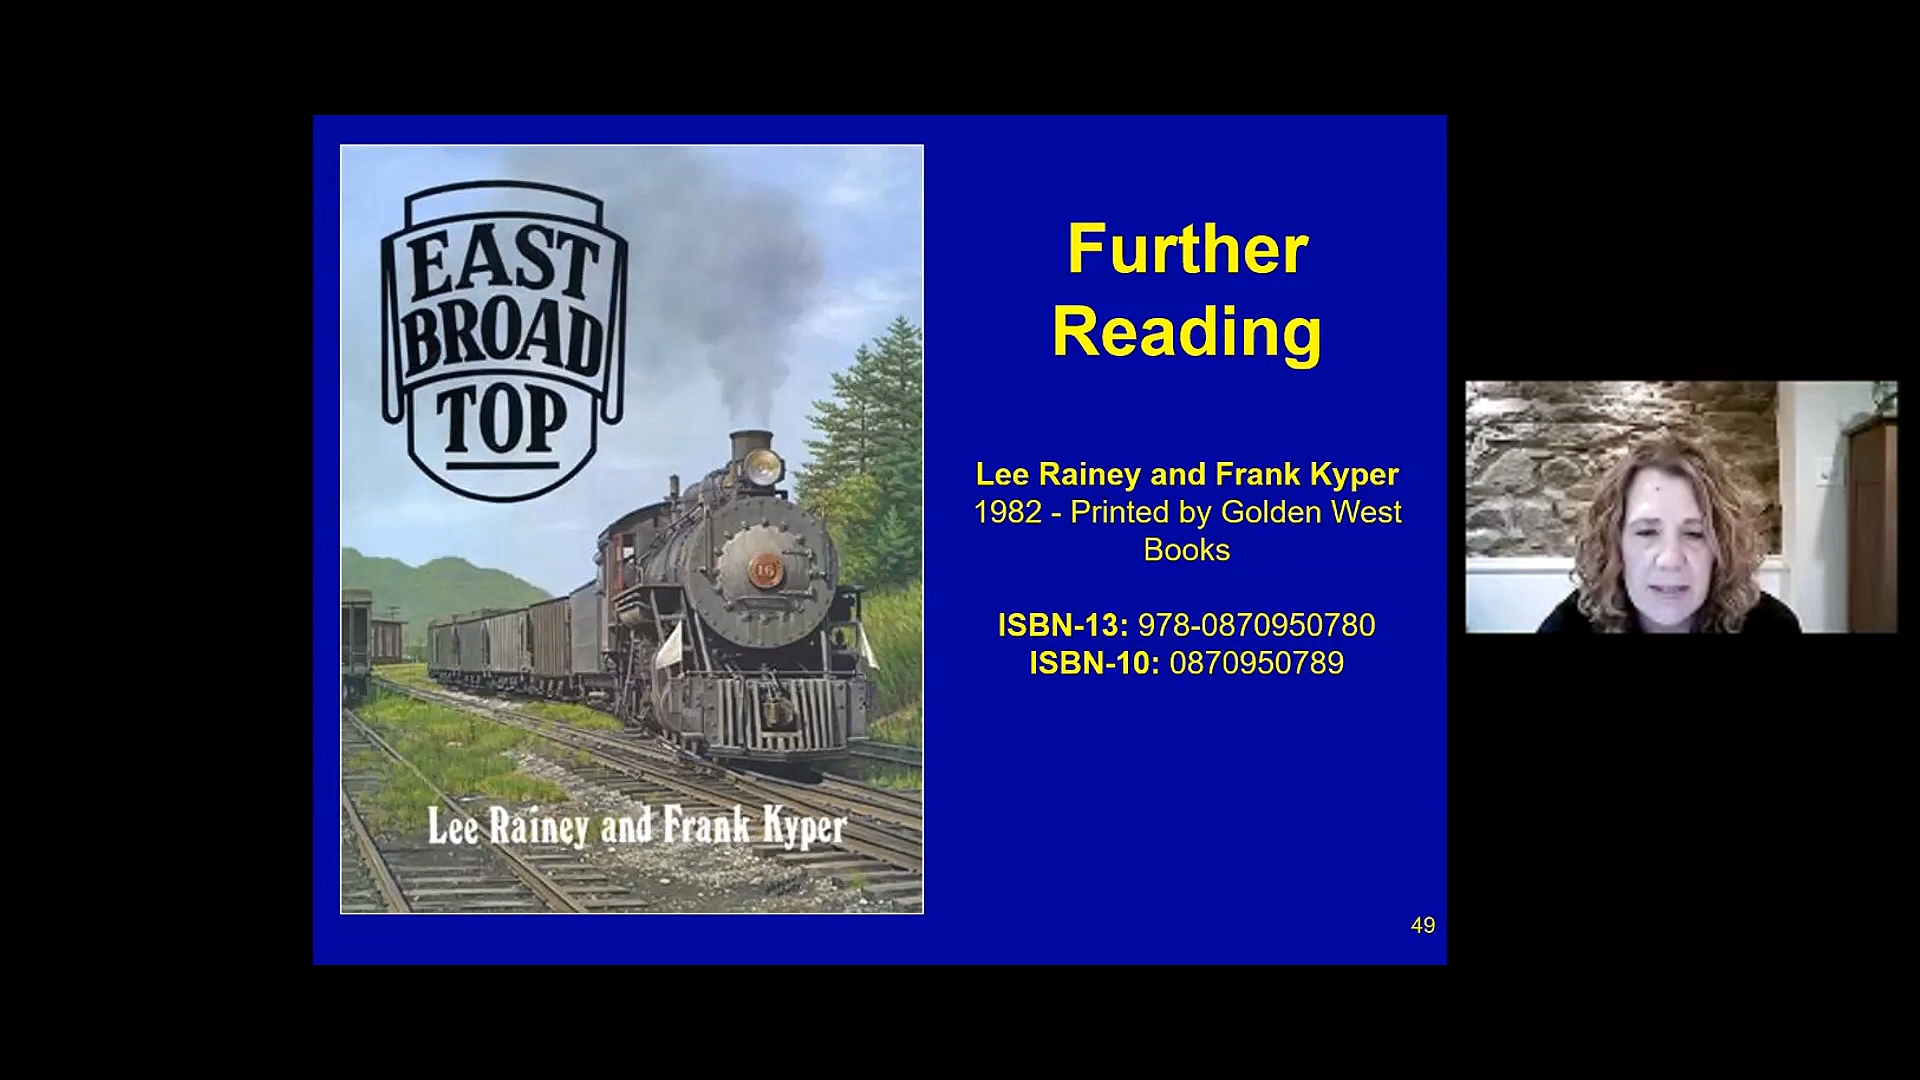 EAST
BROAD
TOP
16
Lee Rainey and Frank Kyper
Further
Reading
Lee Rainey and Frank Kyper
1982 - Printed by Golden West
Books
ISBN-13: 978-0870950780
ISBN-10: 0870950789
49